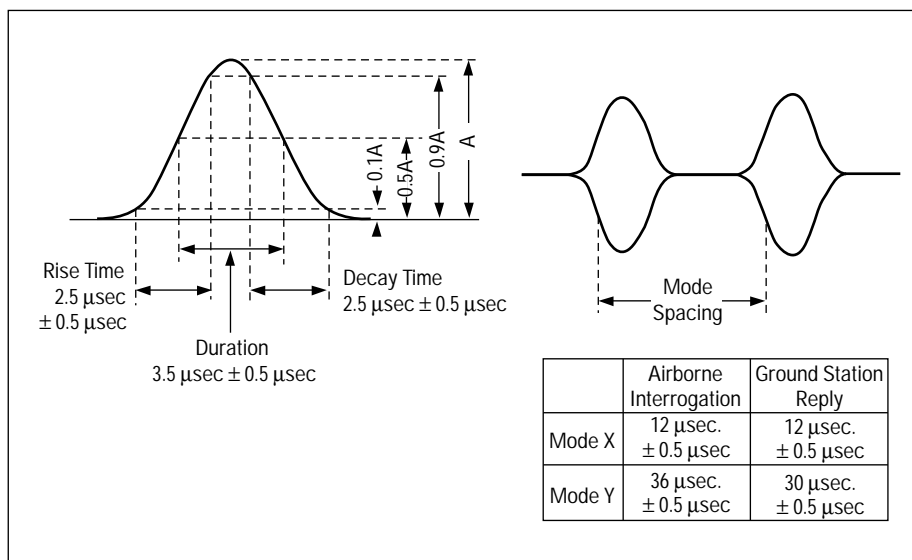 0.1A
0.5A
0.9A
A
Rise Time
2.5 μsec
± 0.5 μsec
Decay Time
2.5 μsec ± 0.5 μsec
Duration
3.5 μsec ± 0.5 μsec
Mode
Spacing
Airborne
Interrogation
Ground Station
Reply
Mode X
12 μsec.
± 0.5 μsec
12 μsec.
± 0.5 μsec
Mode Y
36 μsec.
± 0.5 μsec
30 μsec.
± 0.5 μsec